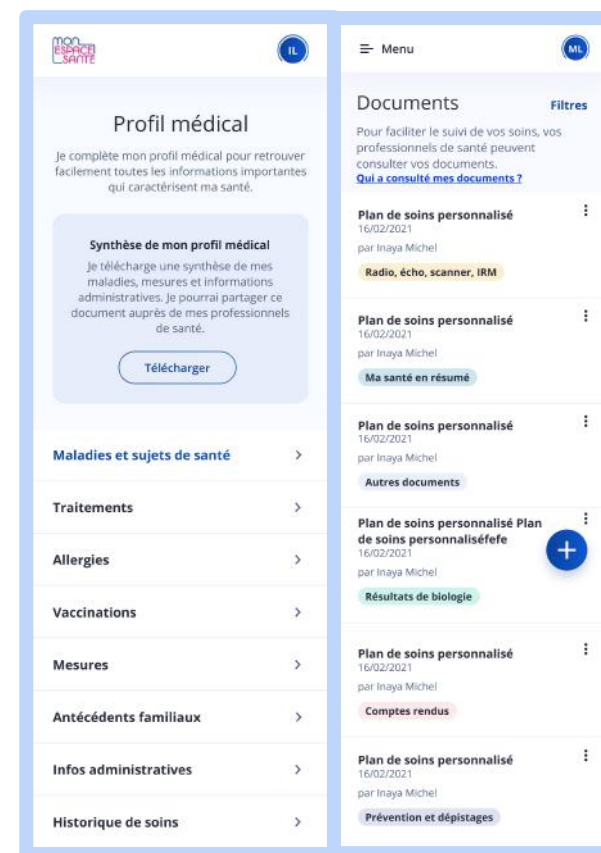 MON
ESPACE
SANTÉ
IL
Profil médical
Je complète mon profil médical pour retrouver
facilement toutes les informations importantes
qui caractérisent ma santé.
Synthèse de mon profil médical
Je télécharge une synthèse de mes
maladies, mesures et informations
administratives. Je pourrai partager ce
document auprès de mes professionnels
de santé.
Télécharger
Maladies et sujets de santé
Traitements
Allergies
Vaccinations
Mesures
Antécédents familiaux
Infos administratives
Historique de soins
Menu
ML
Documents
Filtres
Pour faciliter le suivi de vos soins, vos
professionnels de santé peuvent
consulter vos documents.
Qui a consulté mes documents ?
Plan de soins personnalisé
16/02/2021
par Inaya Michel
Radio, écho, scanner, IRM
Plan de soins personnalisé
16/02/2021
par Inaya Michel
Ma santé en résumé
Plan de soins personnalisé
16/02/2021
par Inaya Michel
Autres documents
Plan de soins personnalisé Plan
de soins personnaliséfefe
16/02/2021
par Inaya Michel
Résultats de biologie
Plan de soins personnalisé
16/02/2021
par Inaya Michel
Comptes rendus
Plan de soins personnalisé
16/02/2021
par Inaya Michel
Prévention et dépistages